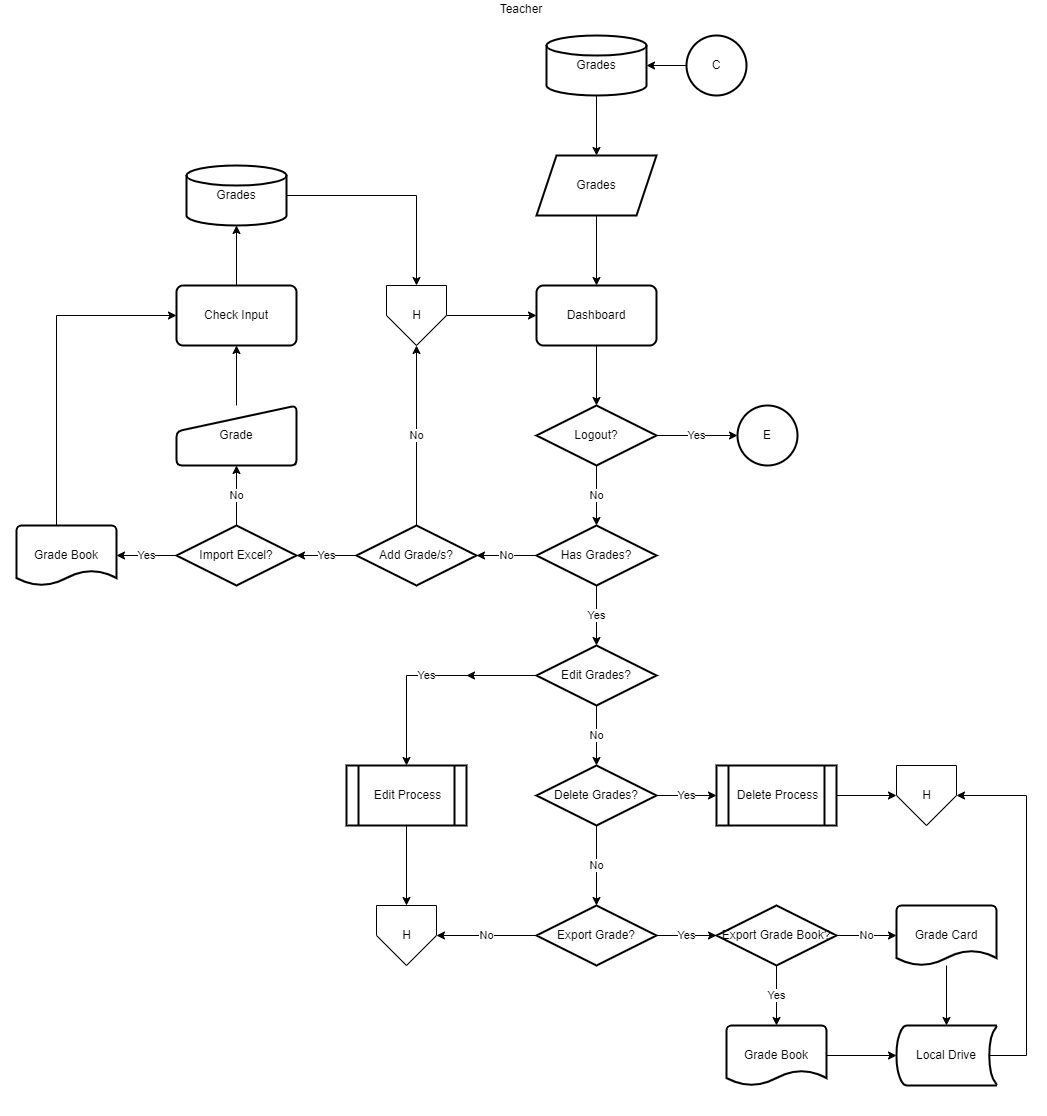 Teacher
Grades
C
Grades
Grades
Check Input
H
Dashboard
Grade
No
Logout?
Yes
E
No
No
Grade Book
Yes
Import Excel?
Yes
Add Grade/s?
No
Has Grades?
Yes
Yes
Edit Grades?
No
Edit Process
Delete Grades?
Yes
Delete Process
H
No
H
No
Export Grade?
Yes
Export Grade Book?
No
Grade Card
Yes
Grade Book
Local Drive